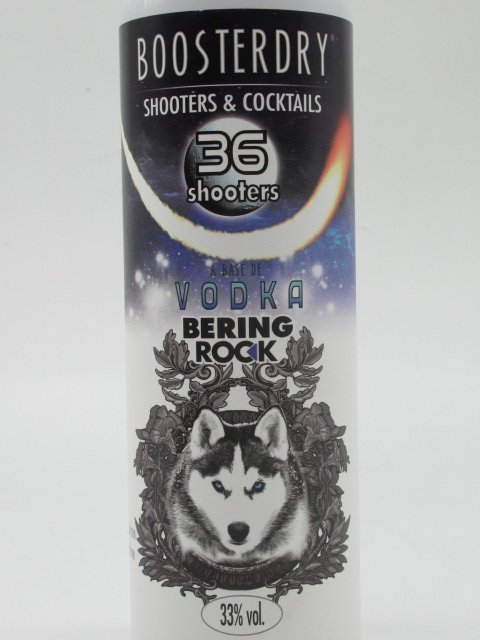 BOOSTERDRY®
SHOOTERS & COCKTAILS
36
shooters
A BASE DE
VODKA
BERING
ROCK
33% vol.